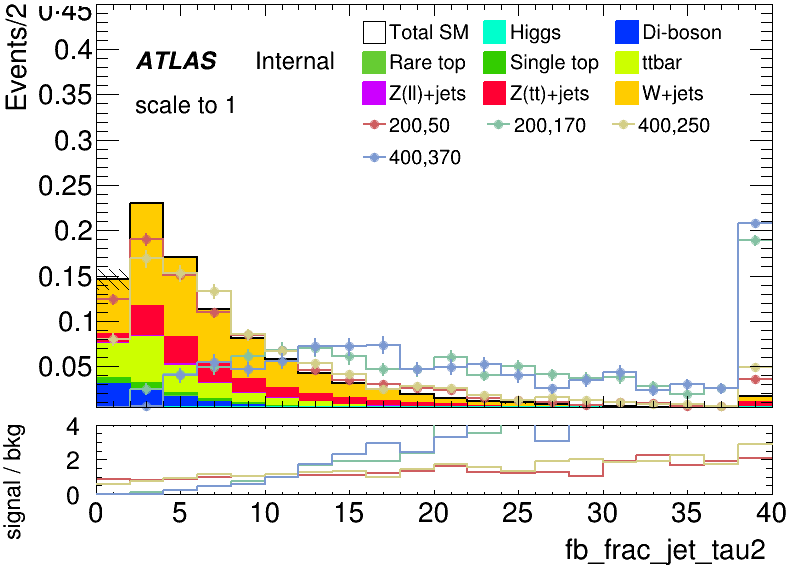 Events/2
0.45
0.4
0.35
0.3
0.25
0.2
0.15
0.1
0.05
ATLAS Internal
scale to 1
Total SM Higgs Di-boson
Rare top Single top ttbar
Z(ll)+jets Z(tt)+jets W+jets
200,50 200,170 400,250
400,370
signal / bkg
4
2
0
0 5 10 15 20 25 30 35 40
fb_frac_jet_tau2